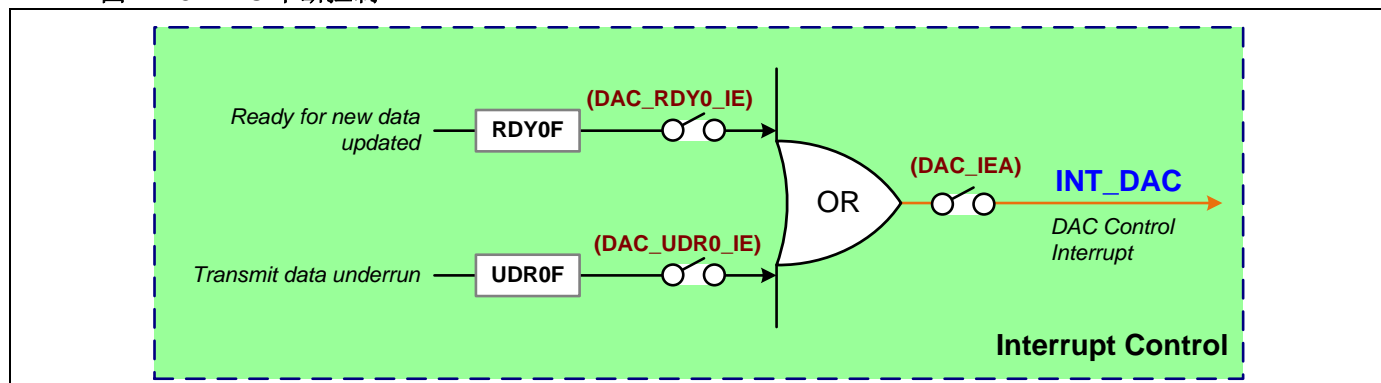 (DAC_RDY0_IE)
Ready for new data
updated
RDY0F
(DAC_IEA)
INT_DAC
OR
DAC Control
Interrupt
(DAC_UDR0_IE)
Transmit data underrun
UDR0F
Interrupt Control